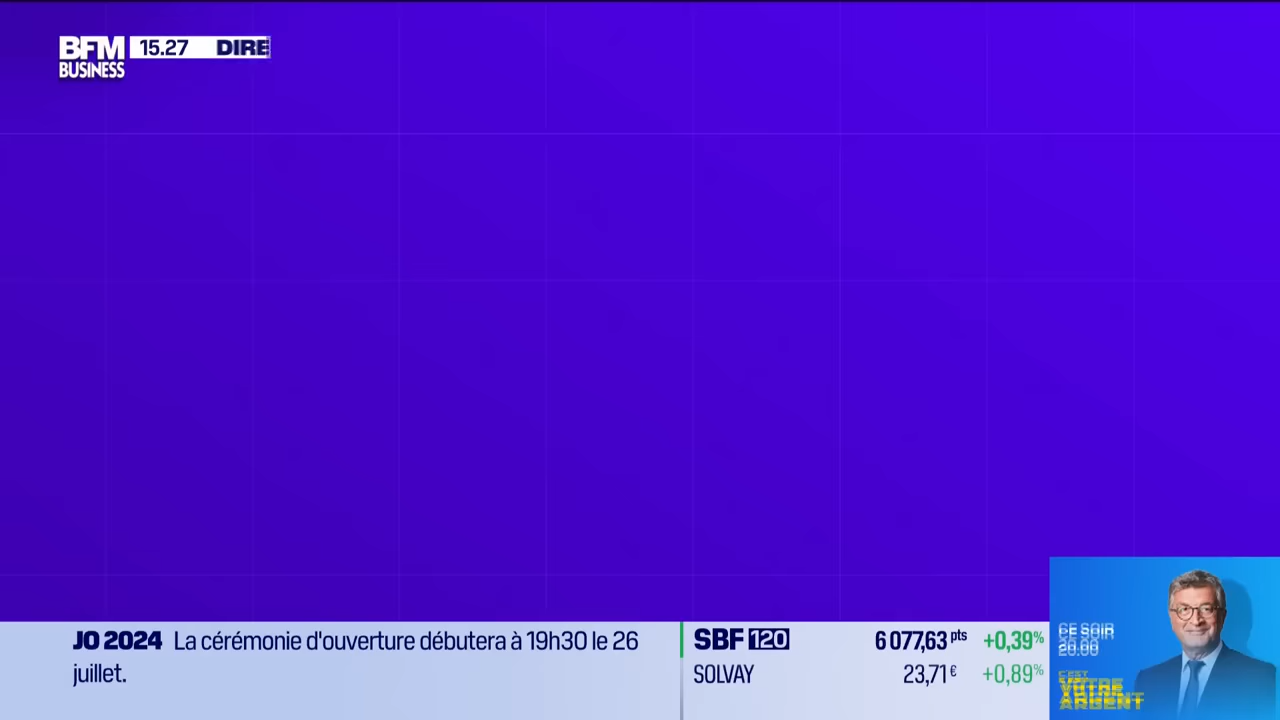 BFM 15.27 DIRE
BUSINESS
JO 2024 La cérémonie d'ouverture débutera à 19h30 le 26
juillet.
SBF 120 6 077,63 pts +0,39%
SOLVAY 23,71 € +0,89%
CE SOIR
20.00
C'EST
VOTRE
ARGENT